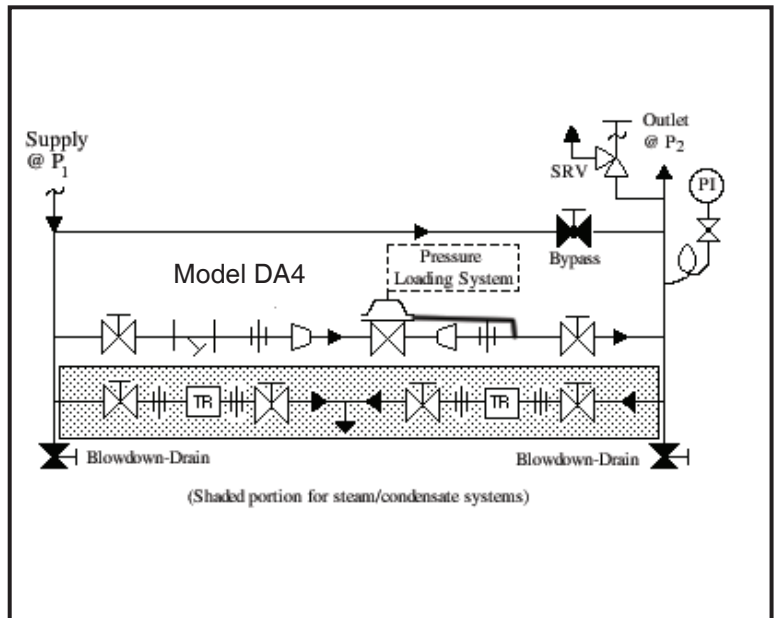 Supply
@ P1
Outlet
@ P2
SRV
PI
Bypass
Pressure
Loading System
Model DA4
TR
TR
Blowdown-Drain
Blowdown-Drain
(Shaded portion for steam/condensate systems)